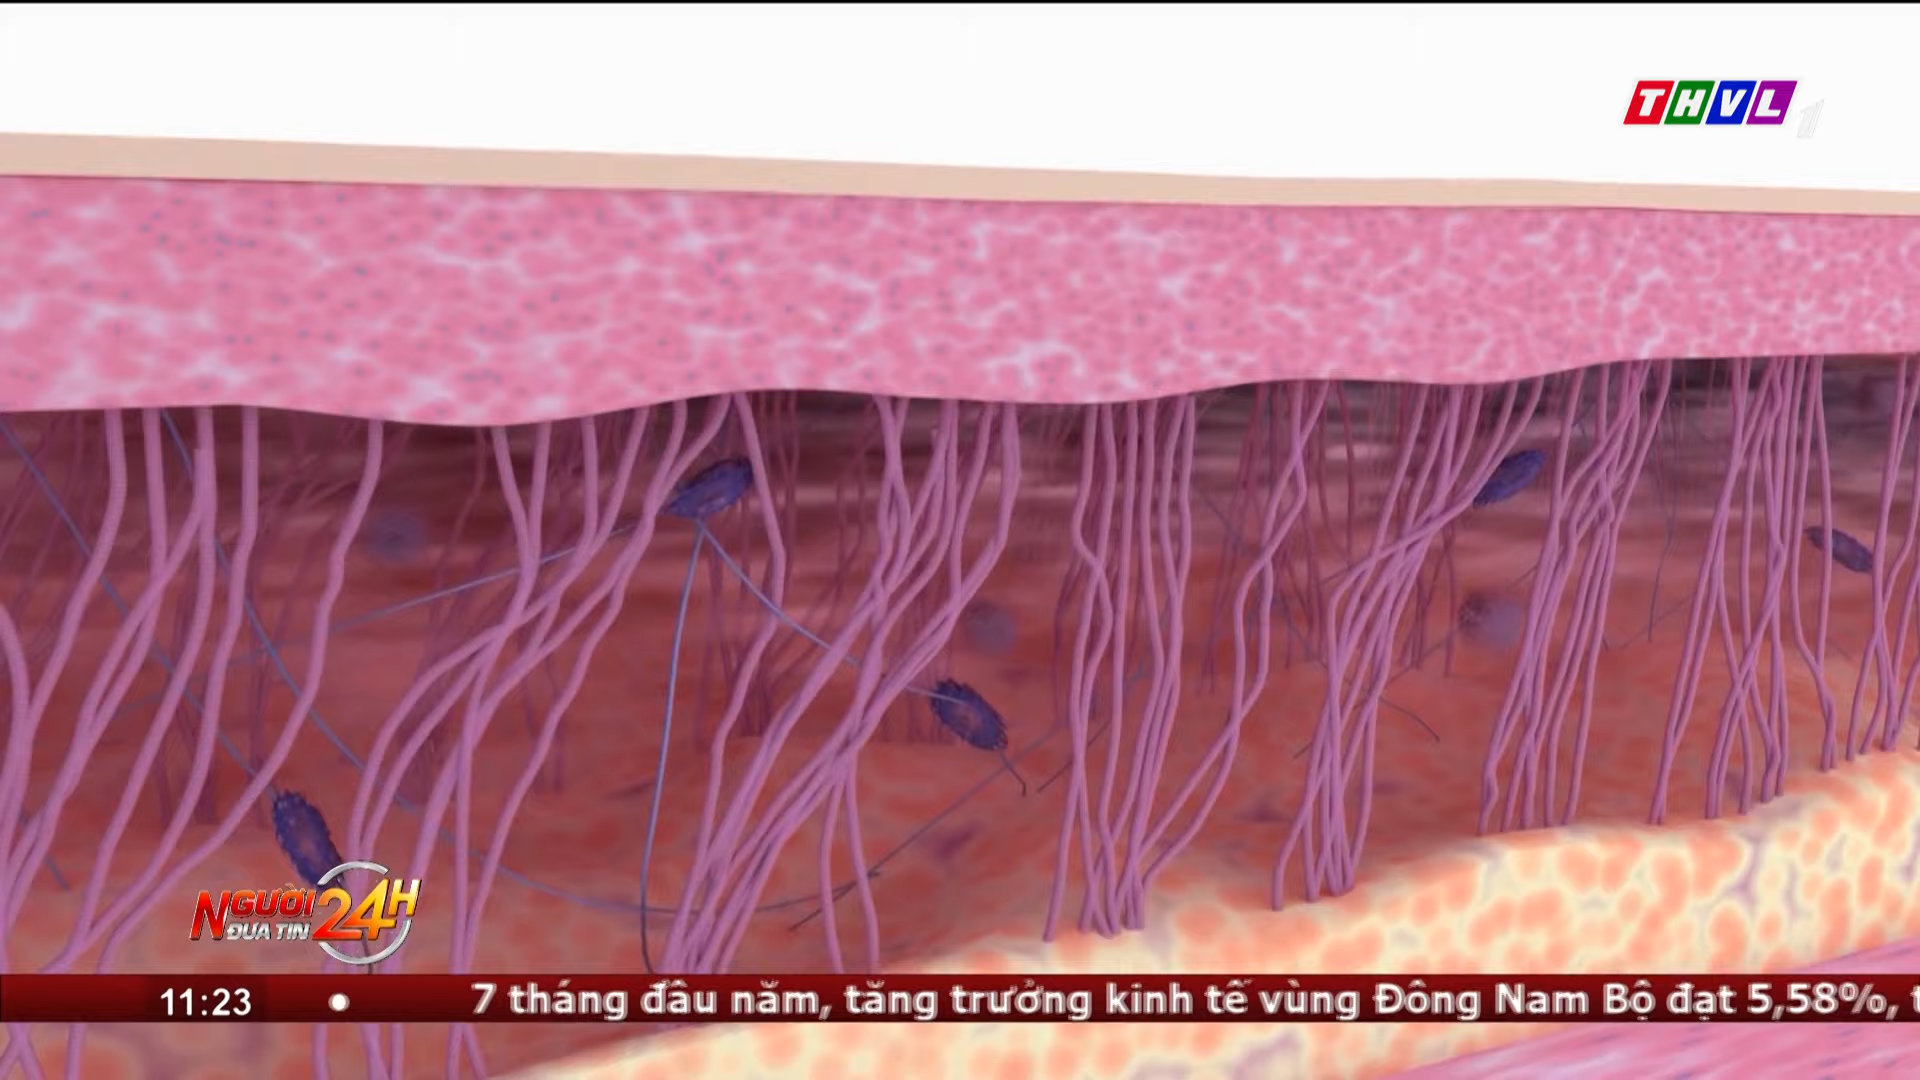 THVL1
NGƯỜI
ĐƯA TIN 24H
11:23 • 7 tháng đầu năm, tăng trưởng kinh tế vùng Đông Nam Bộ đạt 5,58%,